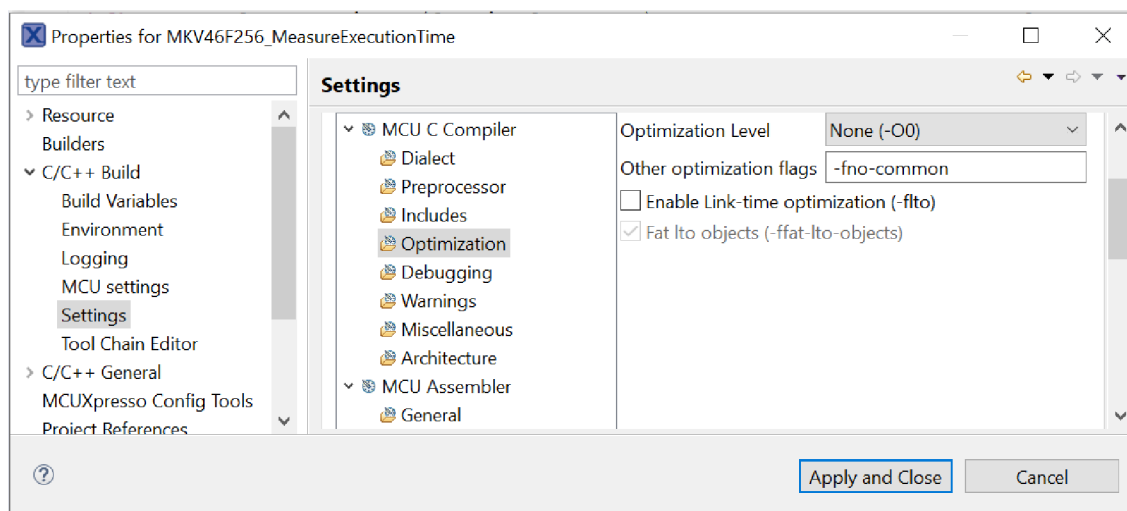 Properties for MKV46F256_MeasureExecutionTime
type filter text
Resource
Builders
C/C++ Build
Build Variables
Environment
Logging
MCU settings
Settings
Tool Chain Editor
C/C++ General
MCUXpresso Config Tools
Project References
Settings
MCU C Compiler
Dialect
Preprocessor
Includes
Optimization
Debugging
Warnings
Miscellaneous
Architecture
MCU Assembler
General
Optimization Level None (-O0)
Other optimization flags -fno-common
Enable Link-time optimization (-flto)
Fat lto objects (-ffat-lto-objects)
Apply and Close
Cancel